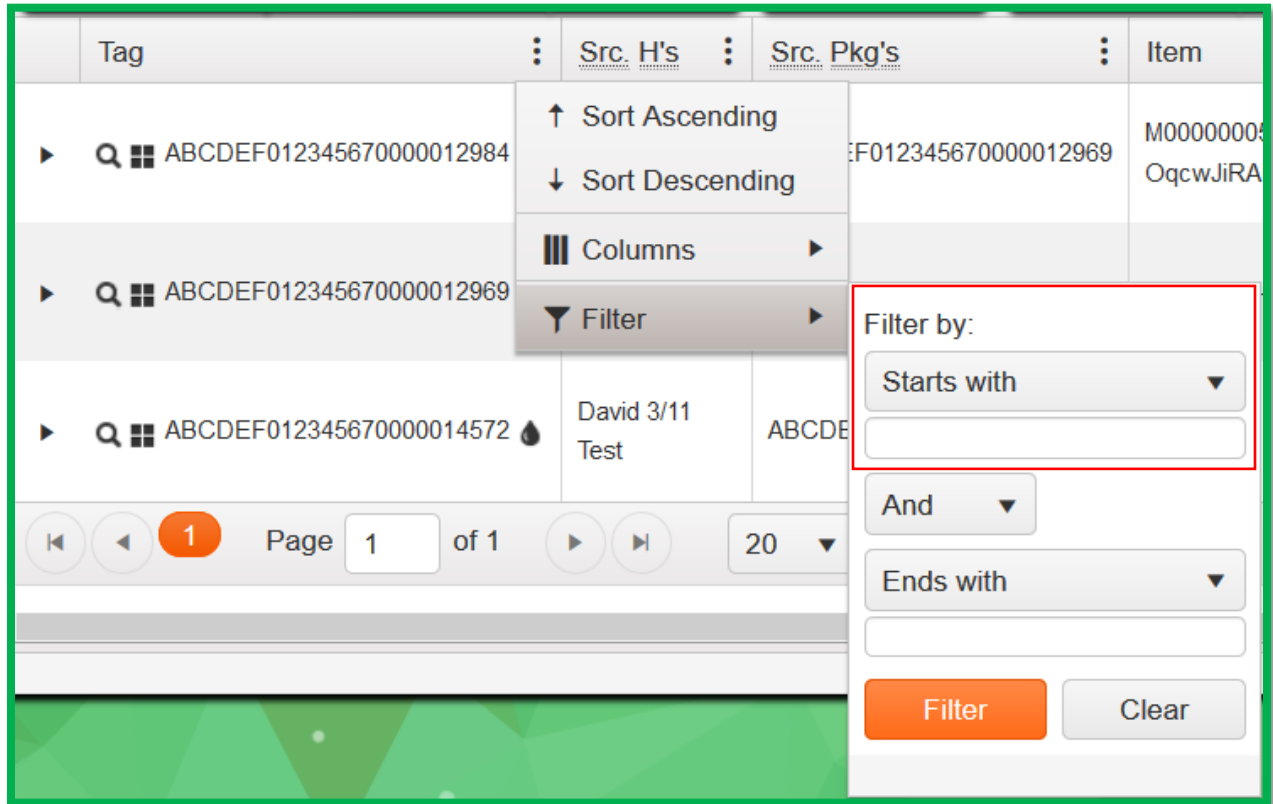 Tag
Src. H's
Src. Pkg's
Item
Sort Ascending
Sort Descending
Columns
Filter
ABCDEF012345670000012984
EF012345670000012969
M00000005
OqcwJiRA
ABCDEF012345670000012969
ABCDEF012345670000014572
David 3/11
Test
ABCDE
Filter by:
Starts with
And
Ends with
Filter
Clear
1
Page
1
of 1
20